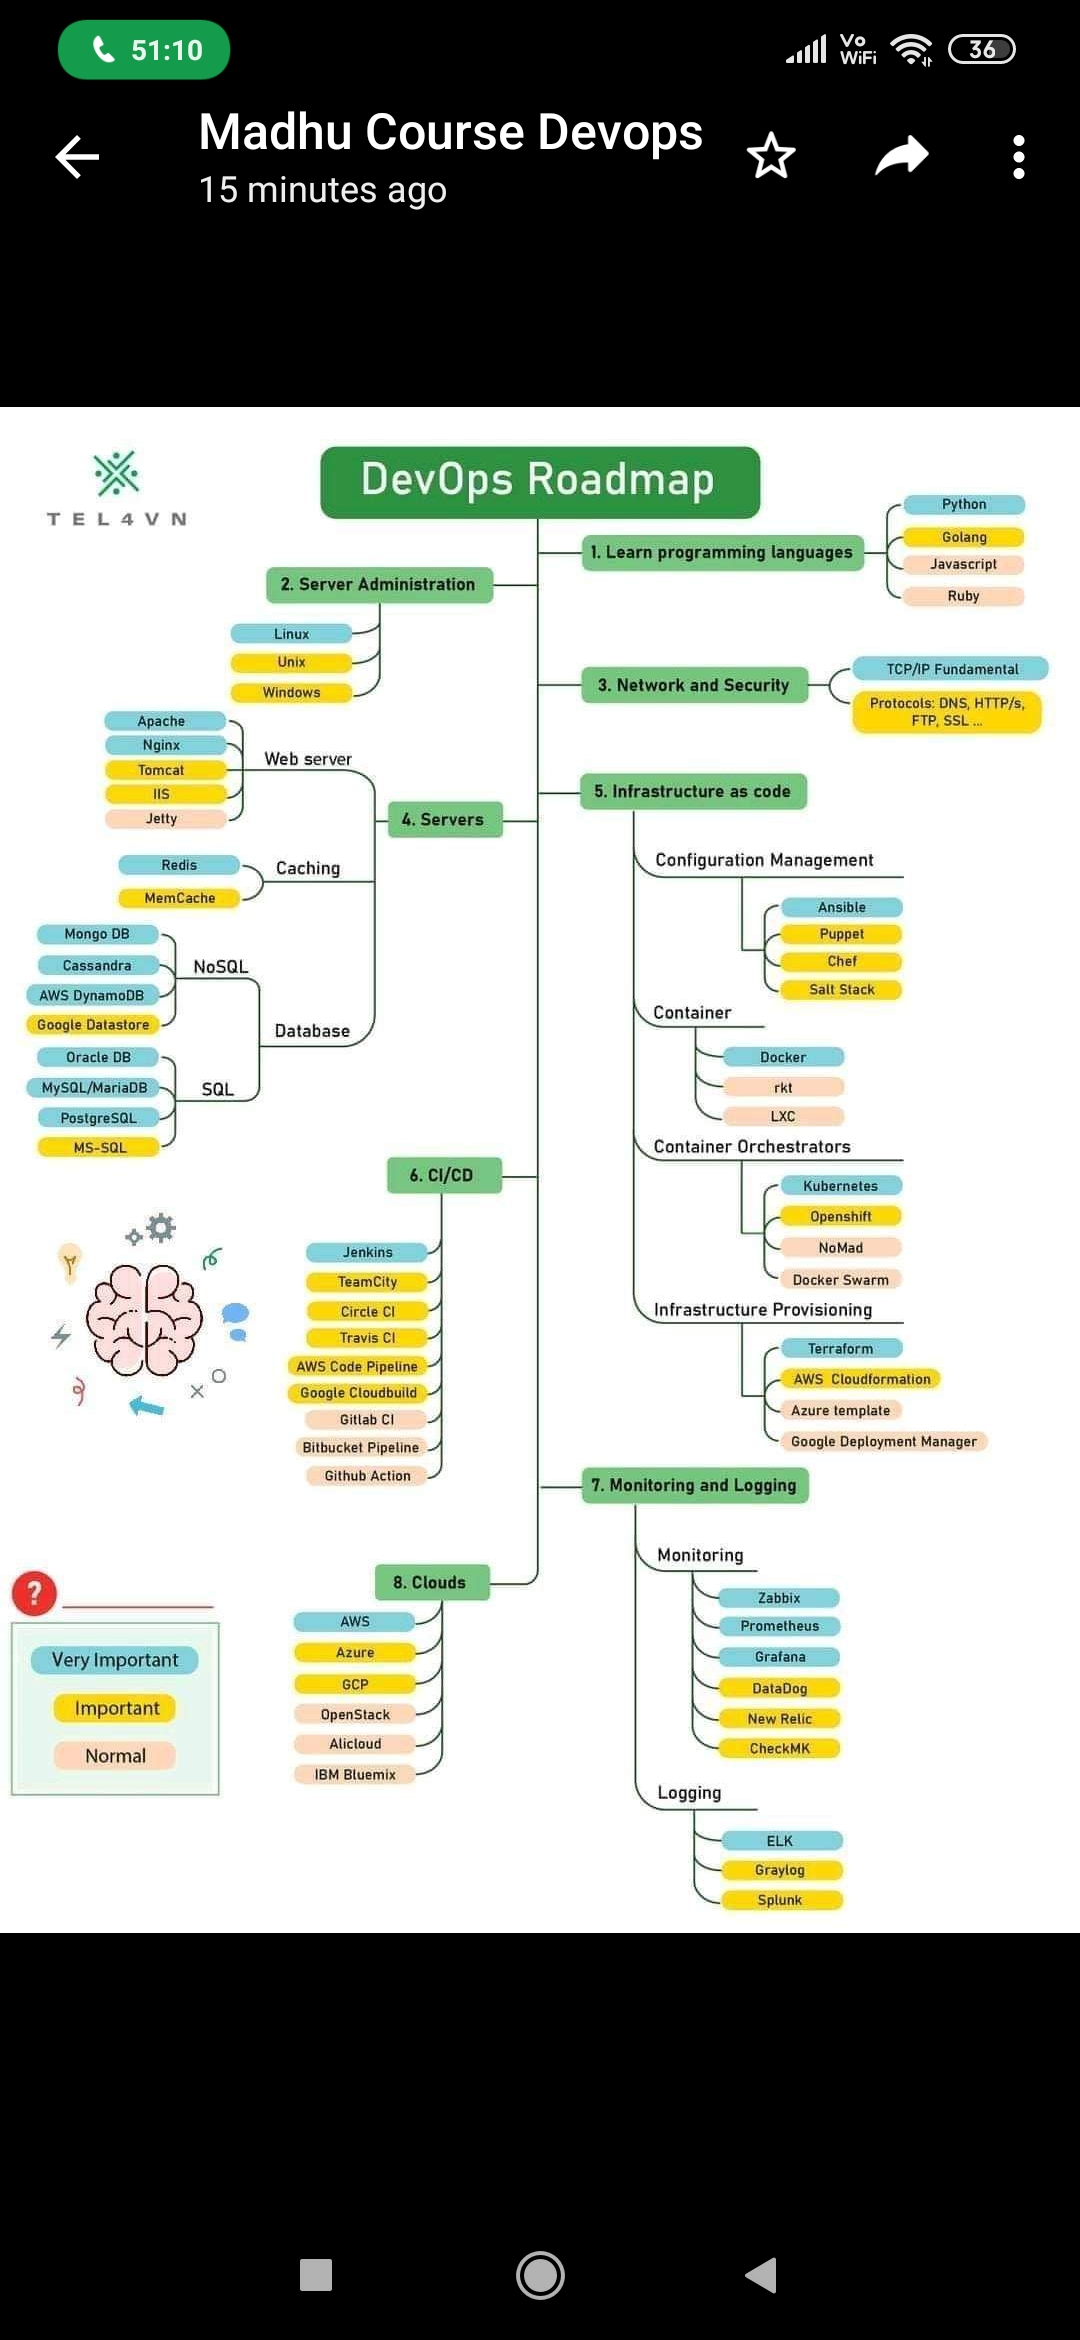 51:10
Vo
WiFi
36
Madhu Course Devops
15 minutes ago
TEL4VN
DevOps Roadmap
1. Learn programming languages
Python
Golang
Javascript
Ruby
2. Server Administration
Linux
Unix
Windows
3. Network and Security
TCP/IP Fundamental
Protocols: DNS, HTTP/s,
FTP, SSL ...
4. Servers
Web server
Apache
Nginx
Tomcat
IIS
Jetty
Caching
Redis
MemCache
Database
NoSQL
Mongo DB
Cassandra
AWS DynamoDB
Google Datastore
SQL
Oracle DB
MySQL/MariaDB
PostgreSQL
MS-SQL
5. Infrastructure as code
Configuration Management
Ansible
Puppet
Chef
Salt Stack
Container
Docker
rkt
LXC
Container Orchestrators
Kubernetes
Openshift
NoMad
Docker Swarm
Infrastructure Provisioning
Terraform
AWS Cloudformation
Azure template
Google Deployment Manager
6. CI/CD
Jenkins
TeamCity
Circle CI
Travis CI
AWS Code Pipeline
Google Cloudbuild
Gitlab CI
Bitbucket Pipeline
Github Action
7. Monitoring and Logging
Monitoring
Zabbix
Prometheus
Grafana
DataDog
New Relic
CheckMK
Logging
ELK
Graylog
Splunk
8. Clouds
AWS
Azure
GCP
OpenStack
Alicloud
IBM Bluemix
?
Very Important
Important
Normal